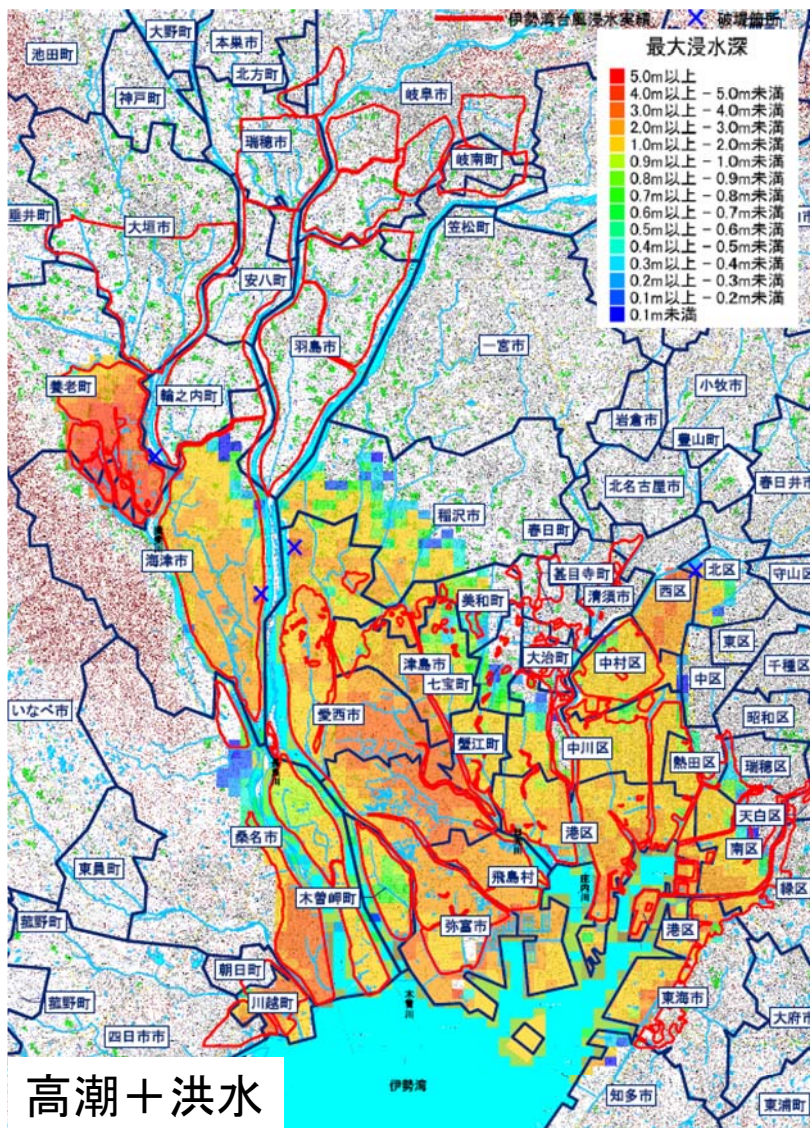 伊勢湾台風浸水実績
破堤箇所
最大浸水深
5.0m以上
4.0m以上－5.0m未満
3.0m以上－4.0m未満
2.0m以上－3.0m未満
1.0m以上－2.0m未満
0.9m以上－1.0m未満
0.8m以上－0.9m未満
0.7m以上－0.8m未満
0.6m以上－0.7m未満
0.5m以上－0.6m未満
0.4m以上－0.5m未満
0.3m以上－0.4m未満
0.2m以上－0.3m未満
0.1m以上－0.2m未満
0.1m未満
大野町
本巣市
池田町
北方町
神戸町
岐阜市
瑞穂市
岐南町
垂井町
大垣市
笠松町
安八町
羽島市
一宮市
養老町
輪之内町
小牧市
岩倉市
豊山町
北名古屋市
春日井市
稲沢市
春日町
海津市
甚目寺町
北区
守山区
西区
清須市
美和町
東区
大治町
中村区
千種区
津島市
中区
七宝町
いなべ市
愛西市
昭和区
蟹江町
中川区
熱田区
瑞穂区
天白区
桑名市
港区
南区
東員町
飛島村
庄内川
緑区
木曽岬町
弥富市
港区
菰野町
朝日町
菰野町
川越町
木曽川
東海市
大府市
四日市市
伊勢湾
知多市
東浦町
高潮＋洪水